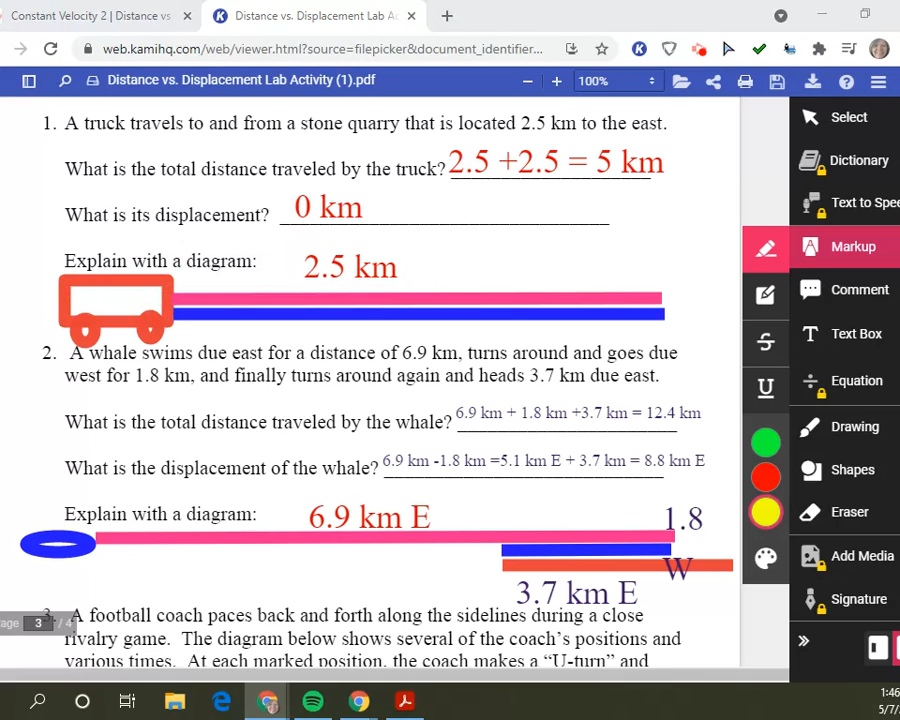 Constant Velocity 2 | Distance vs
Distance vs. Displacement Lab Ac
web.kamihq.com/web/viewer.html?source=filepicker&document_identifier...
Distance vs. Displacement Lab Activity (1).pdf
100%
1. A truck travels to and from a stone quarry that is located 2.5 km to the east.
What is the total distance traveled by the truck? 2.5 +2.5 = 5 km
What is its displacement? 0 km
Explain with a diagram: 2.5 km
2. A whale swims due east for a distance of 6.9 km, turns around and goes due
west for 1.8 km, and finally turns around again and heads 3.7 km due east.
What is the total distance traveled by the whale? 6.9 km + 1.8 km +3.7 km = 12.4 km
What is the displacement of the whale? 6.9 km -1.8 km =5.1 km E + 3.7 km = 8.8 km E
Explain with a diagram: 6.9 km E
1.8
W
3.7 km E
age 3 / 4
3. A football coach paces back and forth along the sidelines during a close
rivalry game. The diagram below shows several of the coach's positions and
various times. At each marked position, the coach makes a "U-turn" and
Select
Dictionary
Text to Spee
Markup
Comment
T Text Box
Equation
Drawing
Shapes
Eraser
Add Media
Signature
1:46
5/7/